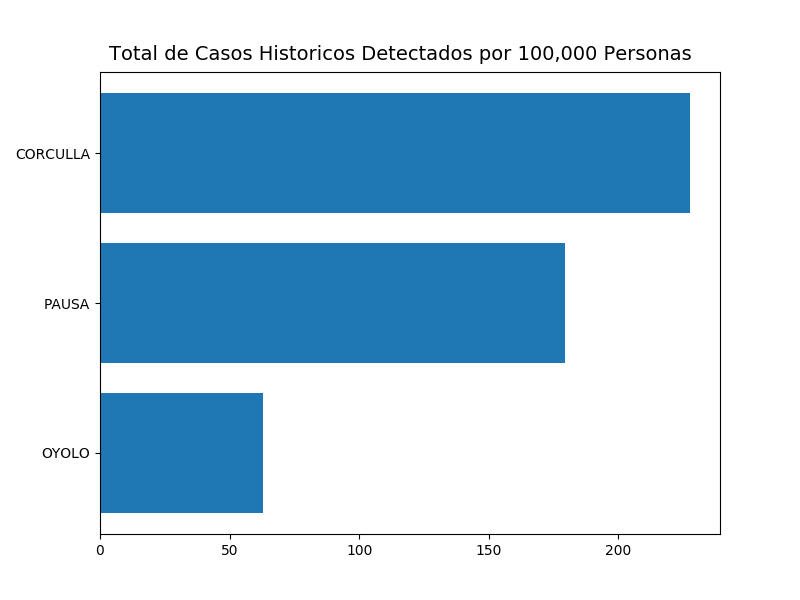 Total de Casos Historicos Detectados por 100,000 Personas
CORCULLA
PAUSA
OYOLO
0 50 100 150 200